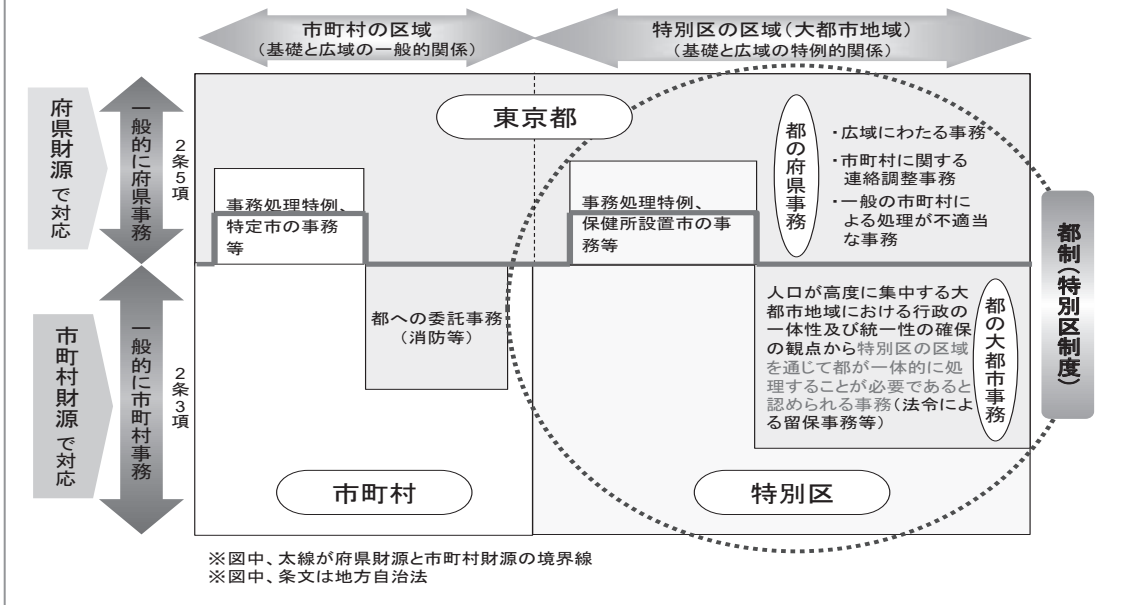 市町村の区域
(基礎と広域の一般的関係)
特別区の区域(大都市地域)
(基礎と広域の特例的関係)
府県財源で対応
一般的に府県事務
2条5項
東京都
事務処理特例、
特定市の事務
等
事務処理特例、
保健所設置市の事
務等
都の府県事務
・広域にわたる事務
・市町村に関する
連絡調整事務
・一般の市町村
による処理が不適当
な事務
都制(特別区制度)
市町村財源で対応
一般的に市町村事務
2条3項
都への委託事務
(消防等)
人口が高度に集中する大
都市地域における行政の
一体性及び統一性の確保
の観点から特別区の区域
を通じて都が一体的に処
理することが必要であると
認められる事務(法令によ
る留保事務等)
都の大都市事務
市町村
特別区
※図中、太線が府県財源と市町村財源の境界線
※図中、条文は地方自治法